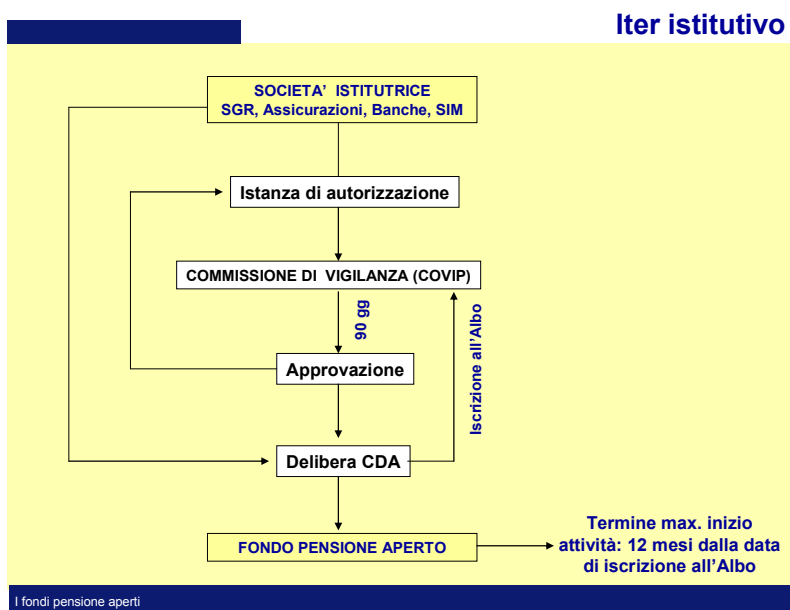 Iter istitutivo
SOCIETA' ISTITUTRICE
SGR, Assicurazioni, Banche, SIM
Istanza di autorizzazione
COMMISSIONE DI VIGILANZA (COVIP)
90 gg
Iscrizione all'Albo
Approvazione
Delibera CDA
FONDO PENSIONE APERTO
Termine max. inizio
attività: 12 mesi dalla data
di iscrizione all'Albo
I fondi pensione aperti